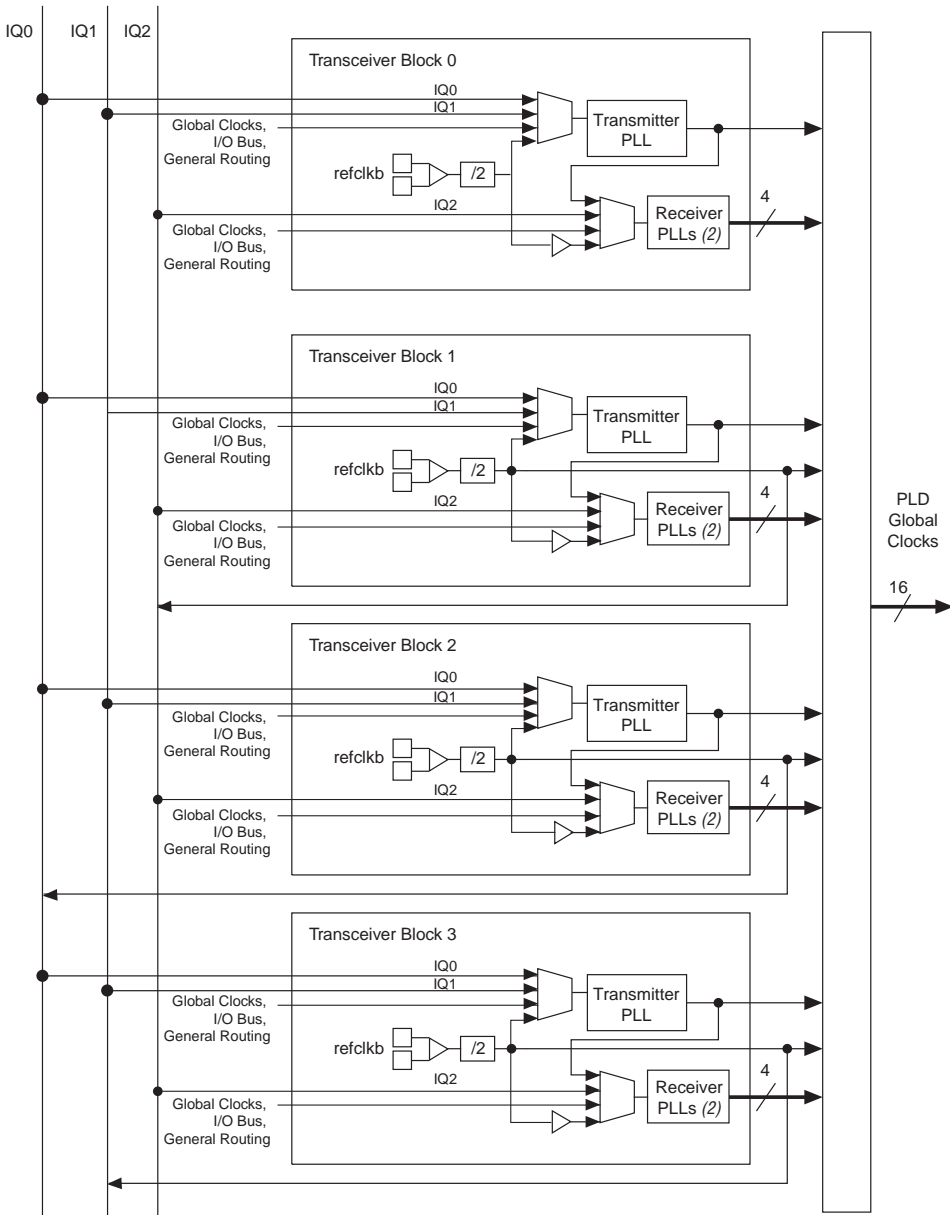 IQ0
IQ1
IQ2
Transceiver Block 0
IQ0
IQ1
Global Clocks,
I/O Bus,
General Routing
Transmitter
PLL
refclkb
/2
IQ2
Global Clocks,
I/O Bus,
General Routing
Receiver
PLLs (2)
4
Transceiver Block 1
IQ0
IQ1
Global Clocks,
I/O Bus,
General Routing
Transmitter
PLL
refclkb
/2
IQ2
Global Clocks,
I/O Bus,
General Routing
Receiver
PLLs (2)
4
PLD
Global
Clocks
16
Transceiver Block 2
IQ0
IQ1
Global Clocks,
I/O Bus,
General Routing
Transmitter
PLL
refclkb
/2
IQ2
Global Clocks,
I/O Bus,
General Routing
Receiver
PLLs (2)
4
Transceiver Block 3
IQ0
IQ1
Global Clocks,
I/O Bus,
General Routing
Transmitter
PLL
refclkb
/2
IQ2
Global Clocks,
I/O Bus,
General Routing
Receiver
PLLs (2)
4